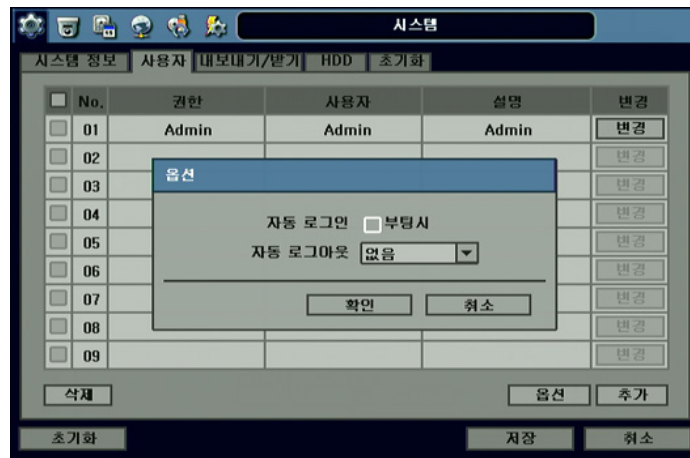 시스템
시스템 정보 사용자 내보내기/받기 HDD 초기화
No. 권한 사용자 설명 변경
01 Admin Admin Admin 변경
02 변경
옵션
03 변경
04 변경
자동 로그인 부팅시
05 변경
자동 로그아웃 없음
06 변경
07 변경
확인 취소
08 변경
09 변경
삭제 옵션 추가
초기화 저장 취소